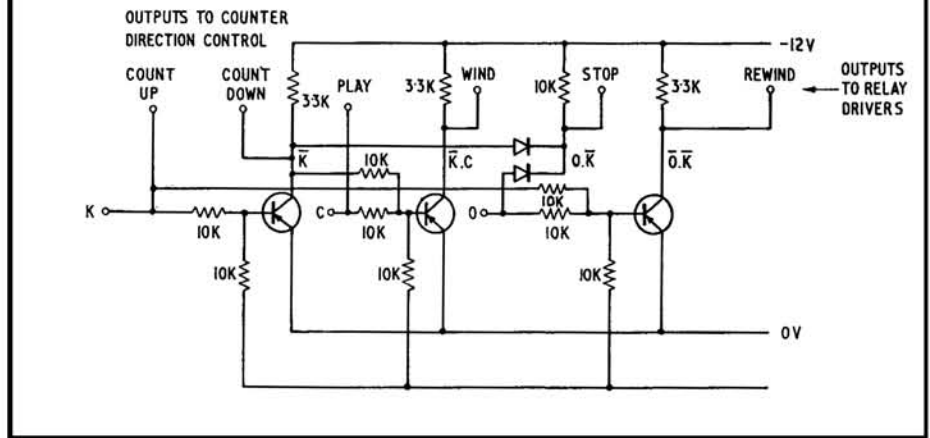 OUTPUTS TO COUNTER
DIRECTION CONTROL
COUNT
UP
COUN'T
DOWN
PLAY
3·3K
3·3K
WIND
10K
STOP
3·3K
-12V
REWIND
OUTPUTS
TO RELAY
DRIVERS
K̅
10K
K̅.C
O.K̅
O̅.K̅
10K
K
10K
C
10K
O
10K
10K
10K
10K
0V